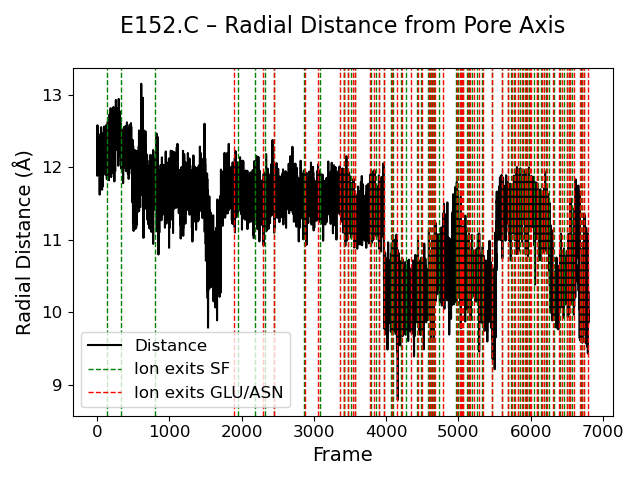 E152.C – Radial Distance from Pore Axis
Radial Distance (Å)
13
12
11
10
9
Distance
Ion exits SF
Ion exits GLU/ASN
0
1000
2000
3000
4000
5000
6000
7000
Frame